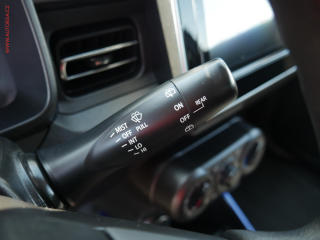 ON
REAR
OFF
MIST
PULL
OFF
INT
LO
HI